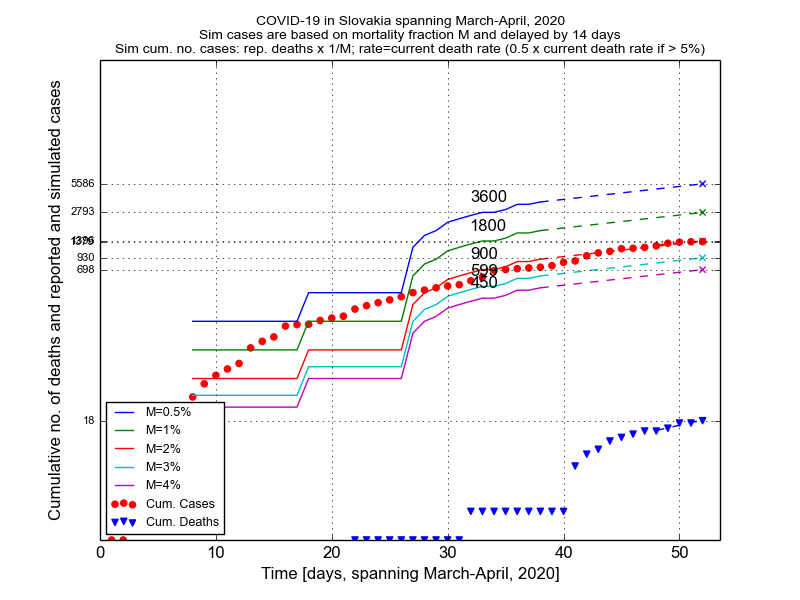 COVID-19 in Slovakia spanning March-April, 2020
Sim cases are based on mortality fraction M and delayed by 14 days
Sim cum. no. cases: rep. deaths x 1/M; rate=current death rate (0.5 x current death rate if > 5%)
Cumulative no. of deaths and reported and simulated cases
5586
2793
930
698
18
3600
1800
900
599
450
M=0.5%
M=1%
M=2%
M=3%
M=4%
Cum. Cases
Cum. Deaths
0 10 20 30 40 50
Time [days, spanning March-April, 2020]